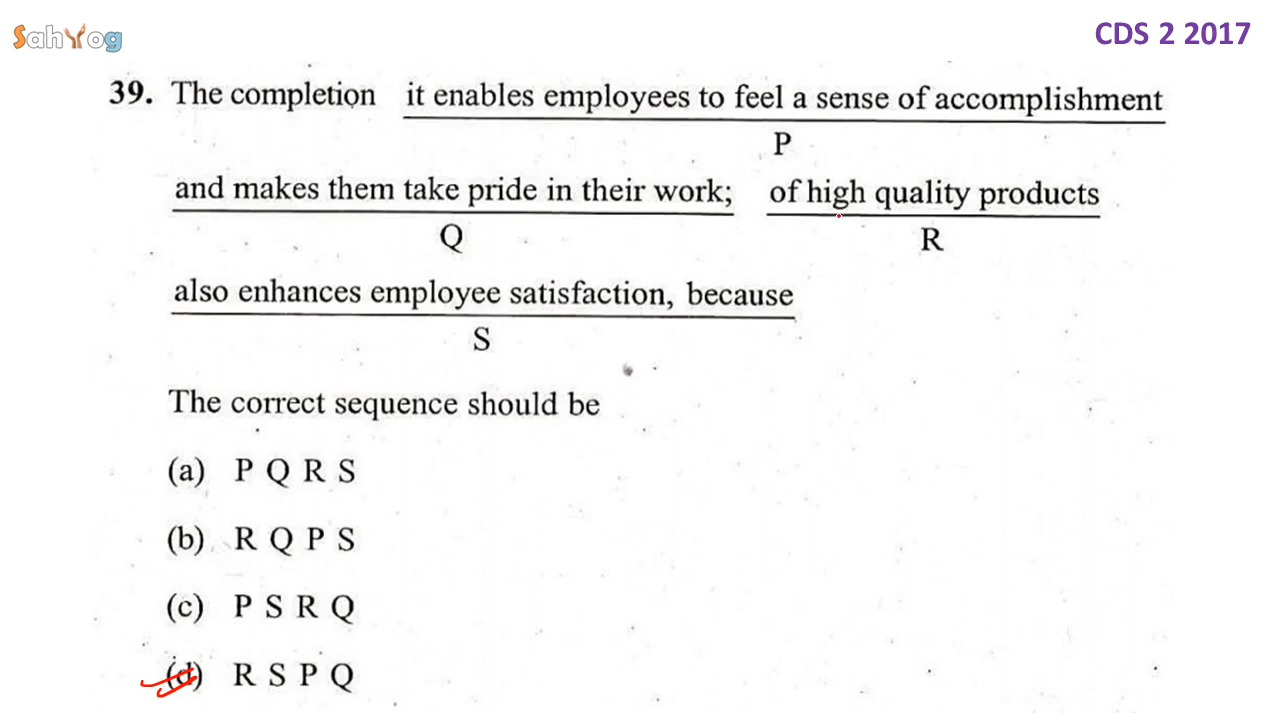 SahYog
CDS 2 2017
39. The completion it enables employees to feel a sense of accomplishment
P
and makes them take pride in their work; of high quality products
Q R
also enhances employee satisfaction, because
S
The correct sequence should be
(a) P Q R S
(b) R Q P S
(c) P S R Q
(d) R S P Q